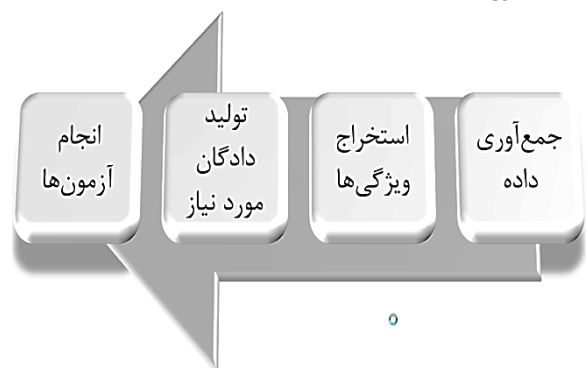 جمع‌آوری
داده
استخراج
ویژگی‌ها
تولید
دادگان
مورد نیاز
انجام
آزمون‌ها